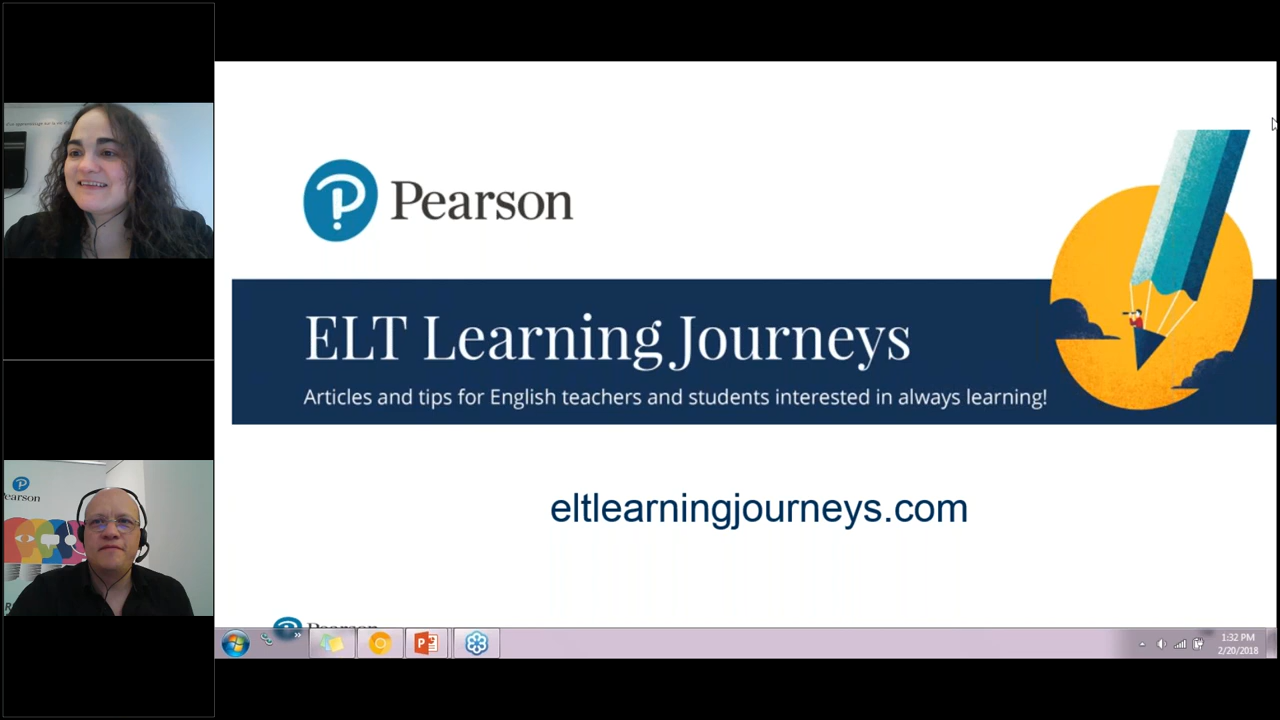 Pearson
ELT Learning Journeys
Articles and tips for English teachers and students interested in always learning!
eltlearningjourneys.com
earson
1:32 PM
2/20/2018